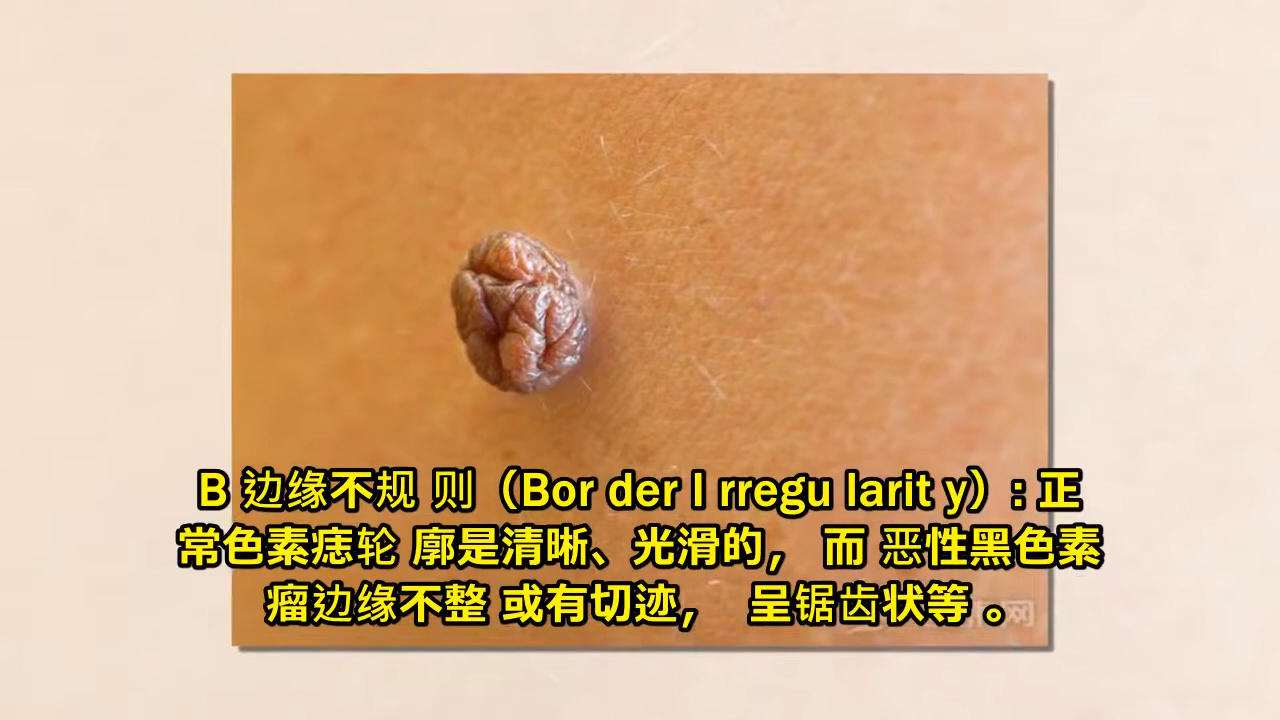 B 边缘不规 则（Bor der I rregu larit y）: 正
常色素痣轮 廓是清晰、光滑的， 而 恶性黑色素
瘤边缘不整 或有切迹， 呈锯齿状等 。
网